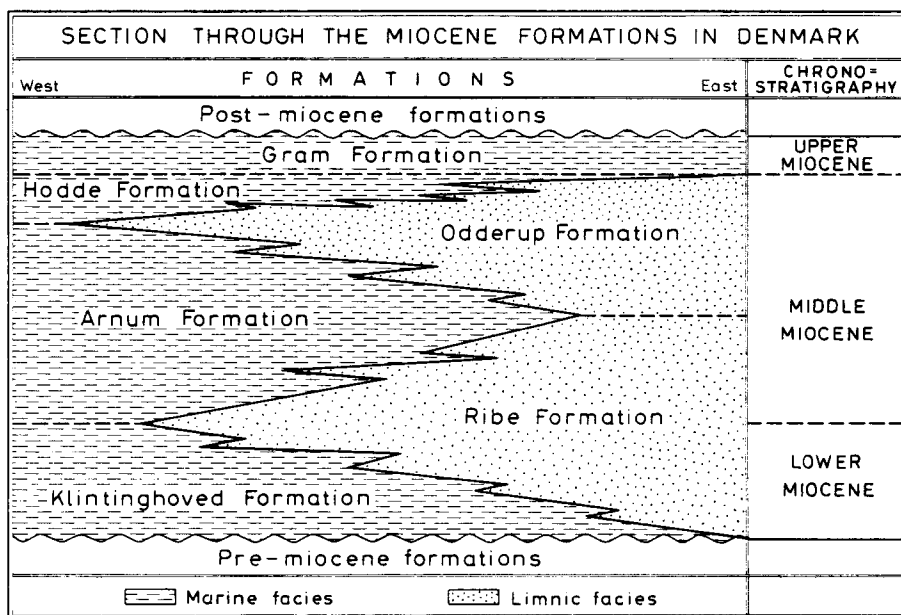 SECTION THROUGH THE MIOCENE FORMATIONS IN DENMARK
West FORMATIONS East
CHRONO=
STRATIGRAPHY
Post-miocene formations
Gram Formation
UPPER
MIOCENE
Hodde Formation
Odderup Formation
Arnum Formation
MIDDLE
MIOCENE
Ribe Formation
Klintinghoved Formation
LOWER
MIOCENE
Pre-miocene formations
Marine facies
Limnic facies